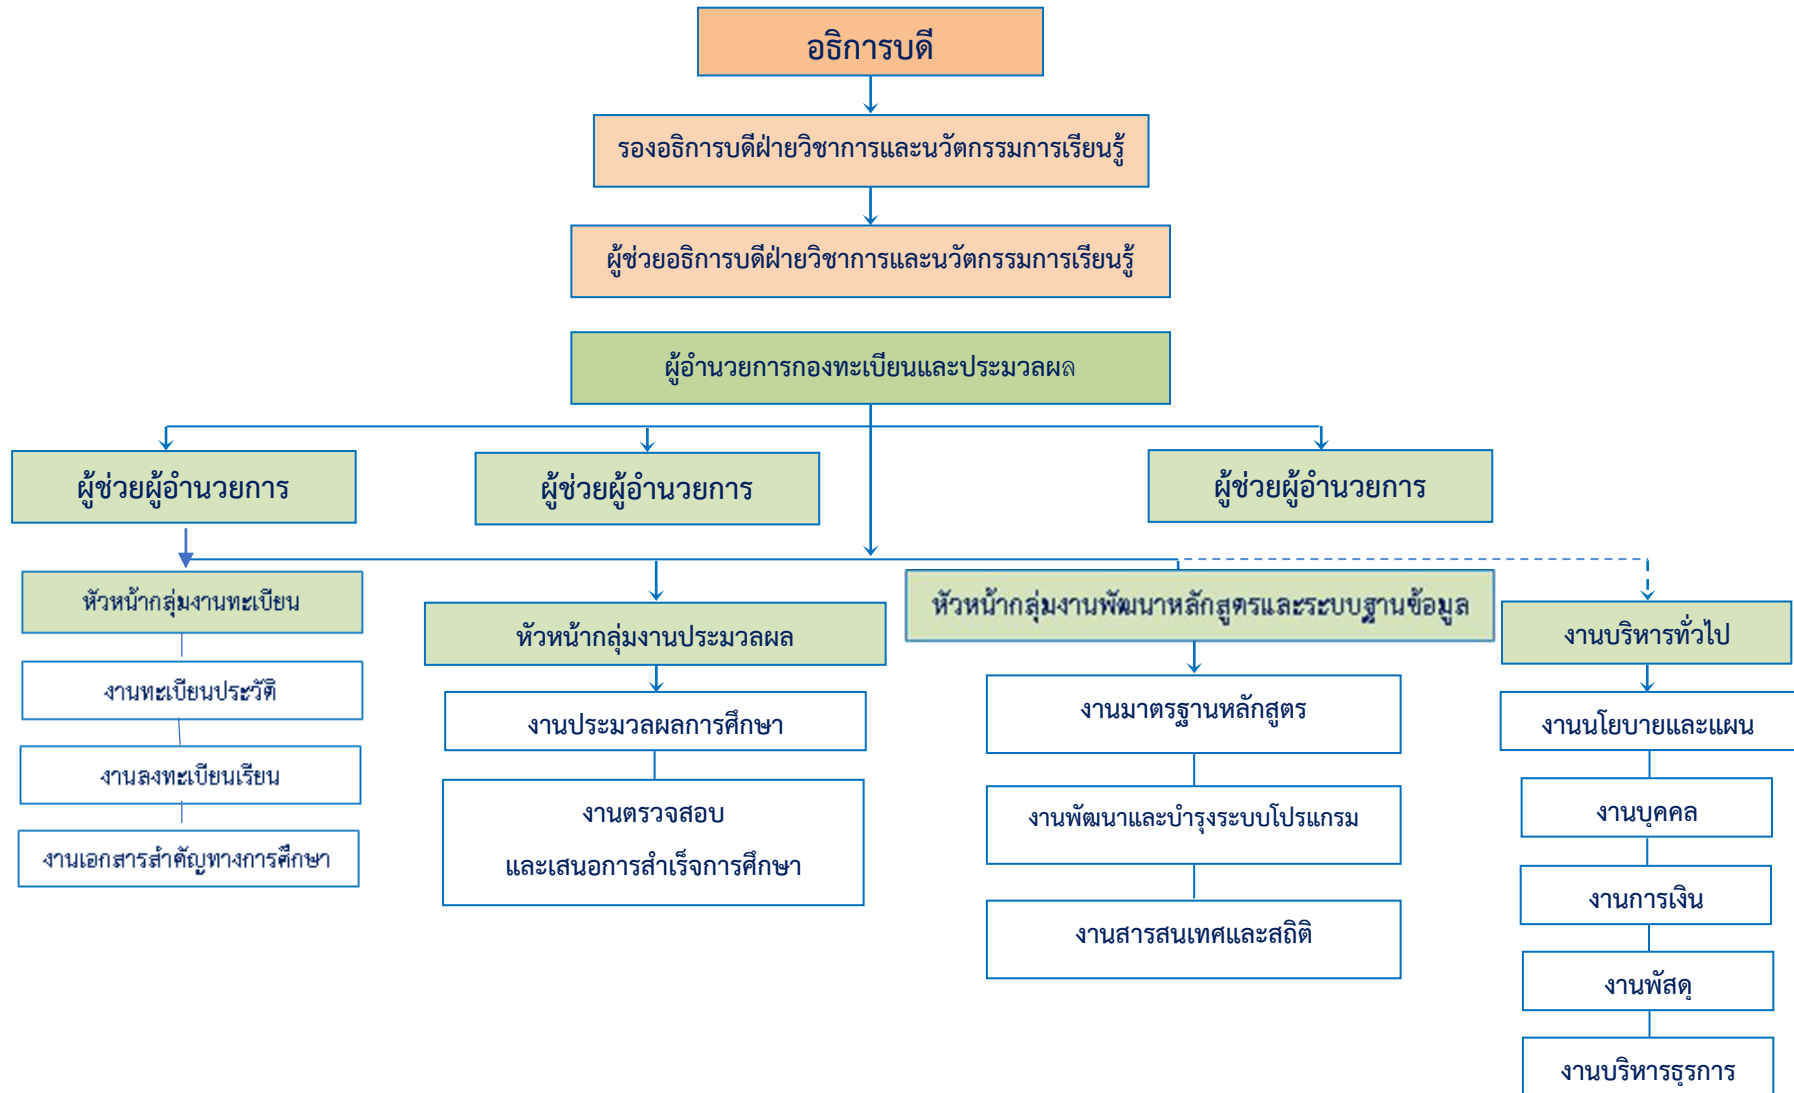 อธิการบดี
รองอธิการบดีฝ่ายวิชาการและนวัตกรรมการเรียนรู้
ผู้ช่วยอธิการบดีฝ่ายวิชาการและนวัตกรรมการเรียนรู้
ผู้อำนวยการกองทะเบียนและประมวลผล
ผู้ช่วยผู้อำนวยการ
ผู้ช่วยผู้อำนวยการ
ผู้ช่วยผู้อำนวยการ
หัวหน้ากลุ่มงานทะเบียน
งานทะเบียนประวัติ
งานลงทะเบียนเรียน
งานเอกสารสำคัญทางการศึกษา
หัวหน้ากลุ่มงานประมวลผล
งานประมวลผลการศึกษา
งานตรวจสอบ
และเสนอการสำเร็จการศึกษา
หัวหน้ากลุ่มงานพัฒนาหลักสูตรและระบบฐานข้อมูล
งานมาตรฐานหลักสูตร
งานพัฒนาและบำรุงระบบโปรแกรม
งานสารสนเทศและสถิติ
งานบริหารทั่วไป
งานนโยบายและแผน
งานบุคคล
งานการเงิน
งานพัสดุ
งานบริหารธุรการ